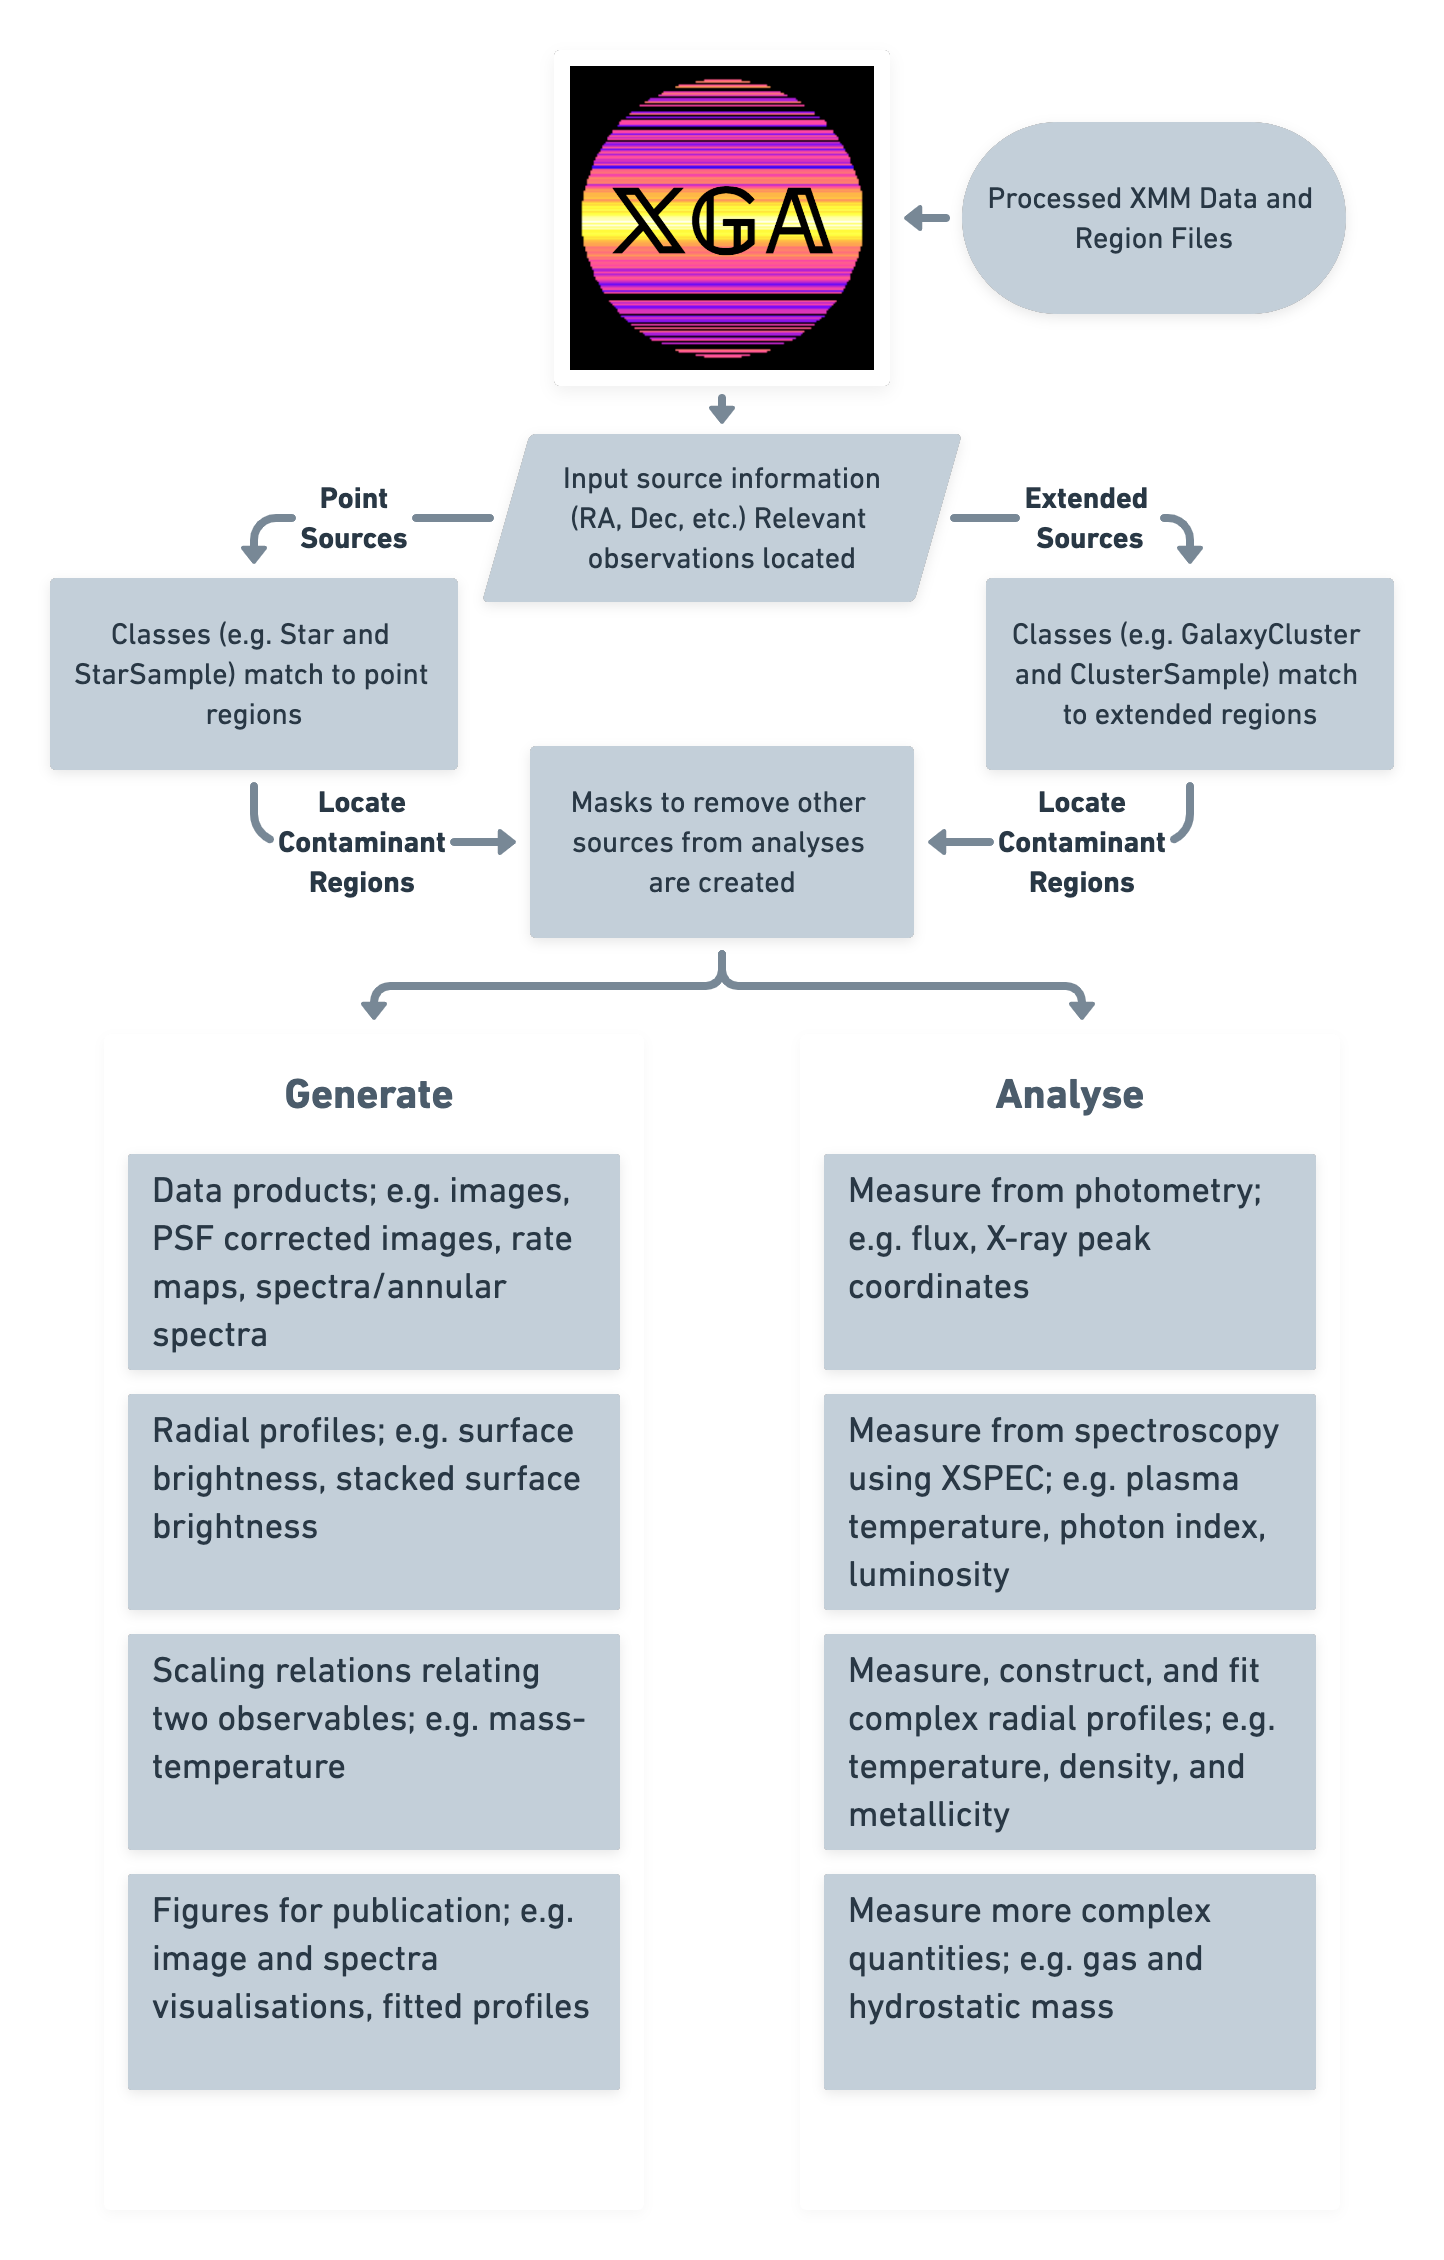 XGA
Processed XMM Data and
Region Files
Input source information
(RA, Dec, etc.) Relevant
observations located
Point
Sources
Extended
Sources
Classes (e.g. Star and
StarSample) match to point
regions
Classes (e.g. GalaxyCluster
and ClusterSample) match
to extended regions
Locate
Contaminant
Regions
Masks to remove other
sources from analyses
are created
Locate
Contaminant
Regions
Generate
Data products; e.g. images,
PSF corrected images, rate
maps, spectra/annular
spectra
Radial profiles; e.g. surface
brightness, stacked surface
brightness
Scaling relations relating
two observables; e.g. mass-
temperature
Figures for publication; e.g.
image and spectra
visualisations, fitted profiles
Analyse
Measure from photometry;
e.g. flux, X-ray peak
coordinates
Measure from spectroscopy
using XSPEC; e.g. plasma
temperature, photon index,
luminosity
Measure, construct, and fit
complex radial profiles; e.g.
temperature, density, and
metallicity
Measure more complex
quantities; e.g. gas and
hydrostatic mass